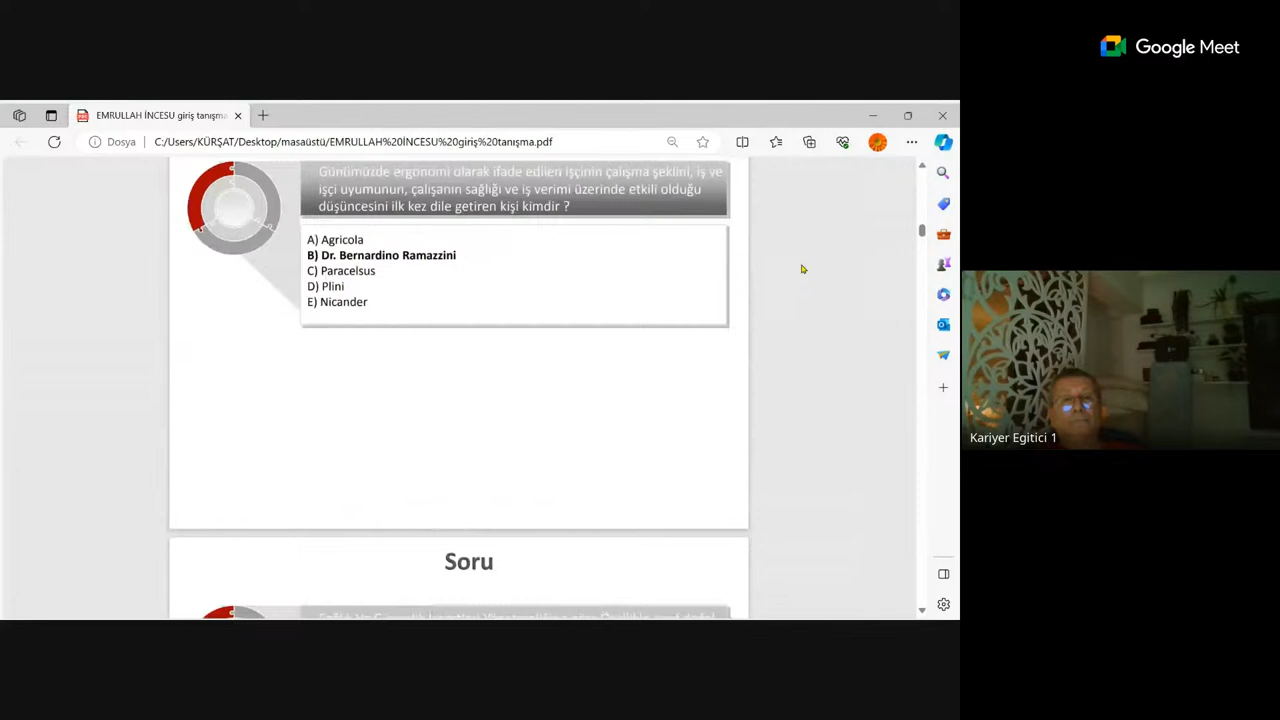 Google Meet
EMRULLAH İNCESU giriş tanışma
Dosya
C:/Users/KÜRŞAT/Desktop/masaüstü/EMRULLAH%20İNCESU%20giriş%20tanışma.pdf
Günümüzde ergonomi olarak ifade edilen işçinin çalışma şeklini, iş ve
işçi uyumunun, çalışanın sağlığı ve iş verimi üzerinde etkili olduğu
düşüncesini ilk kez dile getiren kişi kimdir ?
A) Agricola
B) Dr. Bernardino Ramazzini
C) Paracelsus
D) Plini
E) Nicander
Kariyer Egitici 1
Soru